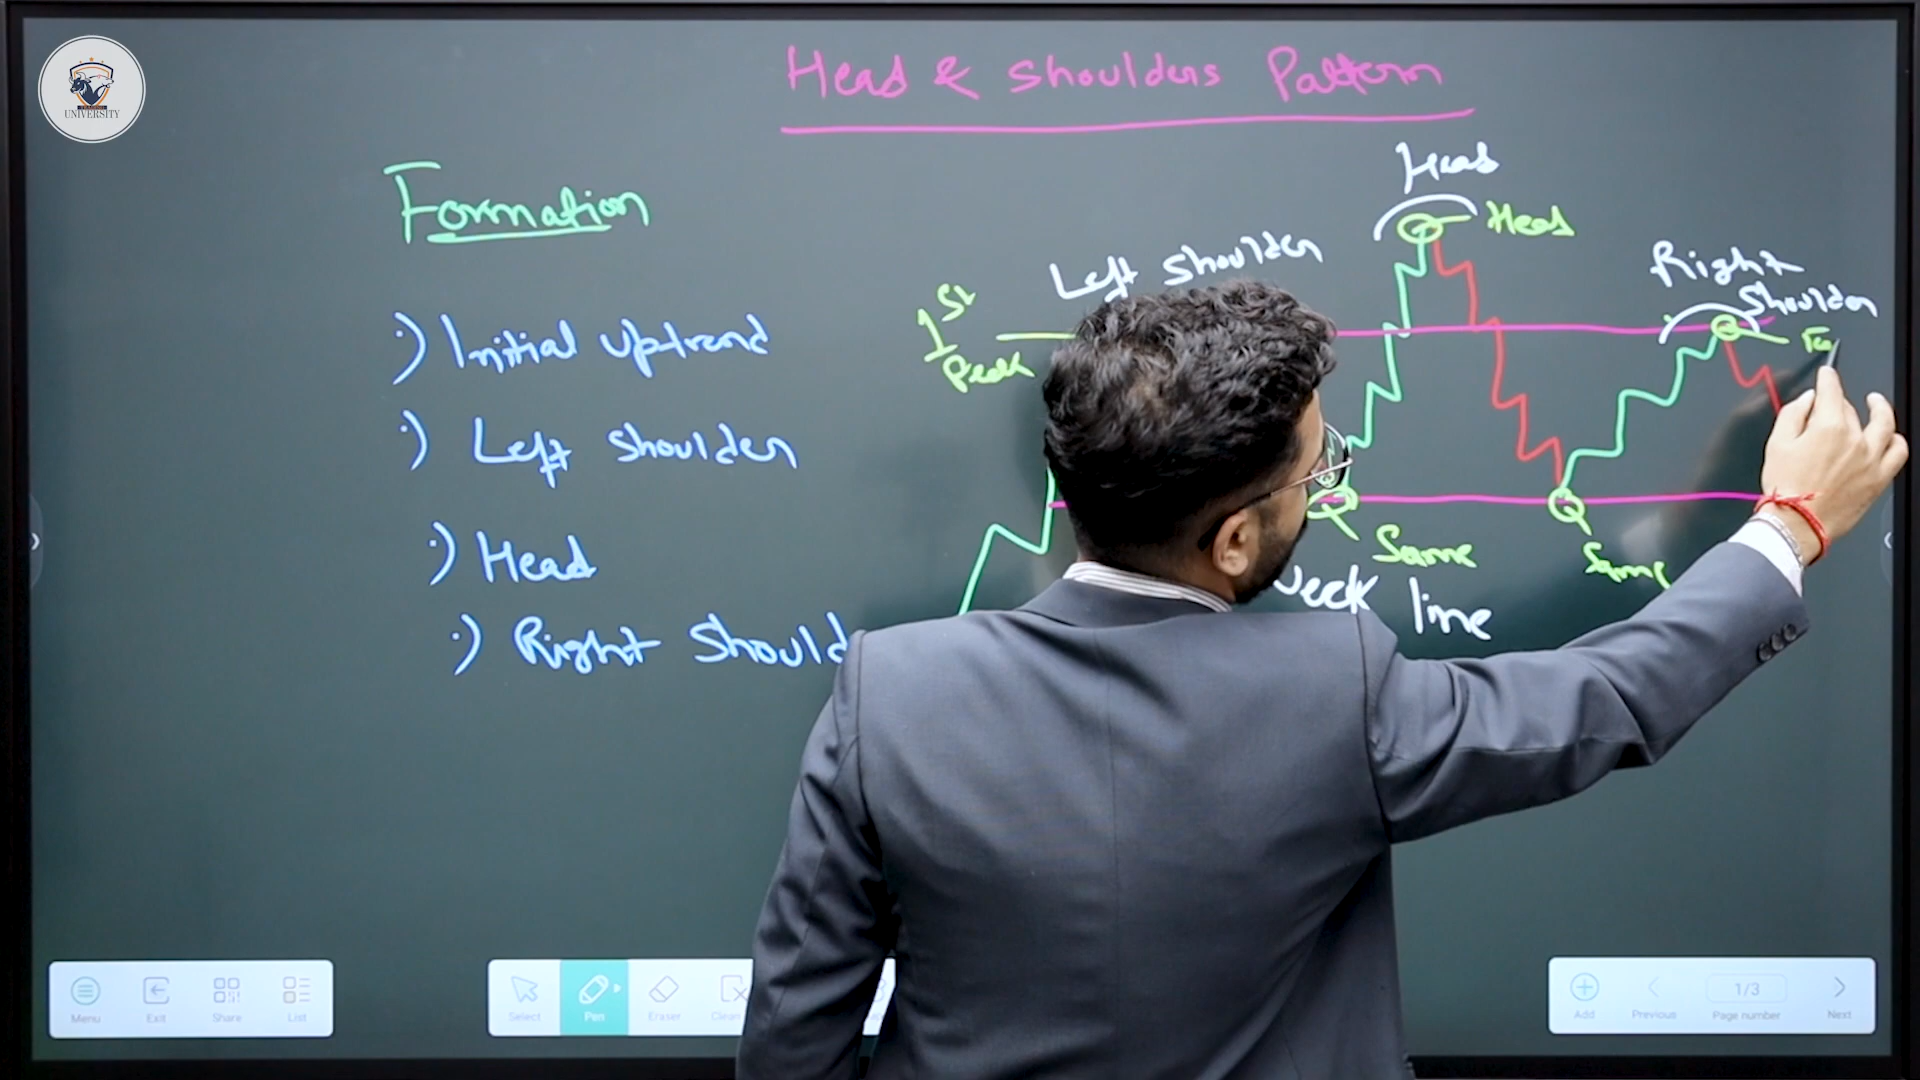 UNIVERSITY
Head & Shoulders Pattern
Formation
Head
Head
Left Shoulder
Right
Shoulder
1st
Peak
•) Initial Uptrend
•) Left Shoulder
•) Head
Same
Same
Neck line
•) Right Should
Menu
Exit
Share
List
Select
Pen
Eraser
Clean
Add
Previous
1/3
Page number
Next